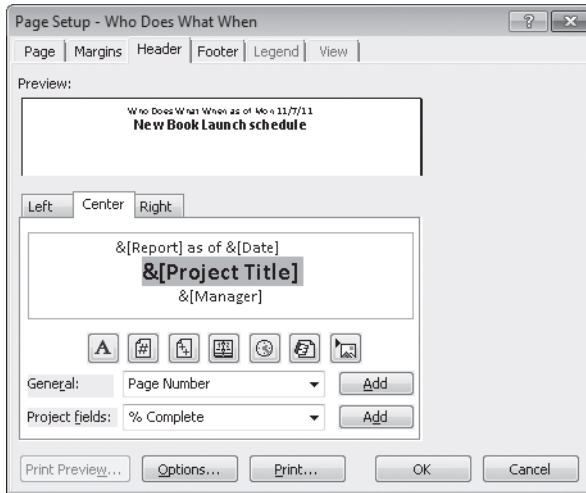 Page Setup - Who Does What When
Page Margins Header Footer Legend View
Preview:
Who Does What When as of Mon 11/7/11
New Book Launch schedule
Left Center Right
&[Report] as of &[Date]
&[Project Title]
&[Manager]
A #
General: Page Number Add
Project fields: % Complete Add
Print Preview... Options... Print... OK Cancel